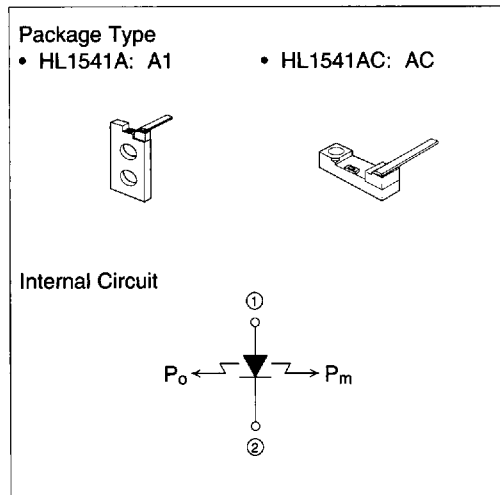 Package Type
• HL1541A: A1 • HL1541AC: AC
Internal Circuit
①
Po Pm
②